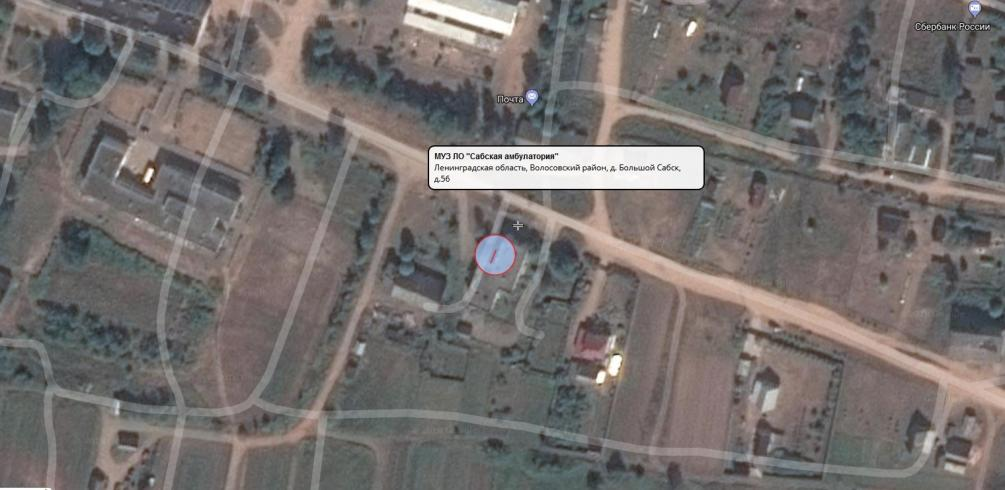 Сбербанк России
Почта
МУЗ ЛО "Сабская амбулатория"
Ленинградская область, Волосовский район, д. Большой Сабск,
д.56